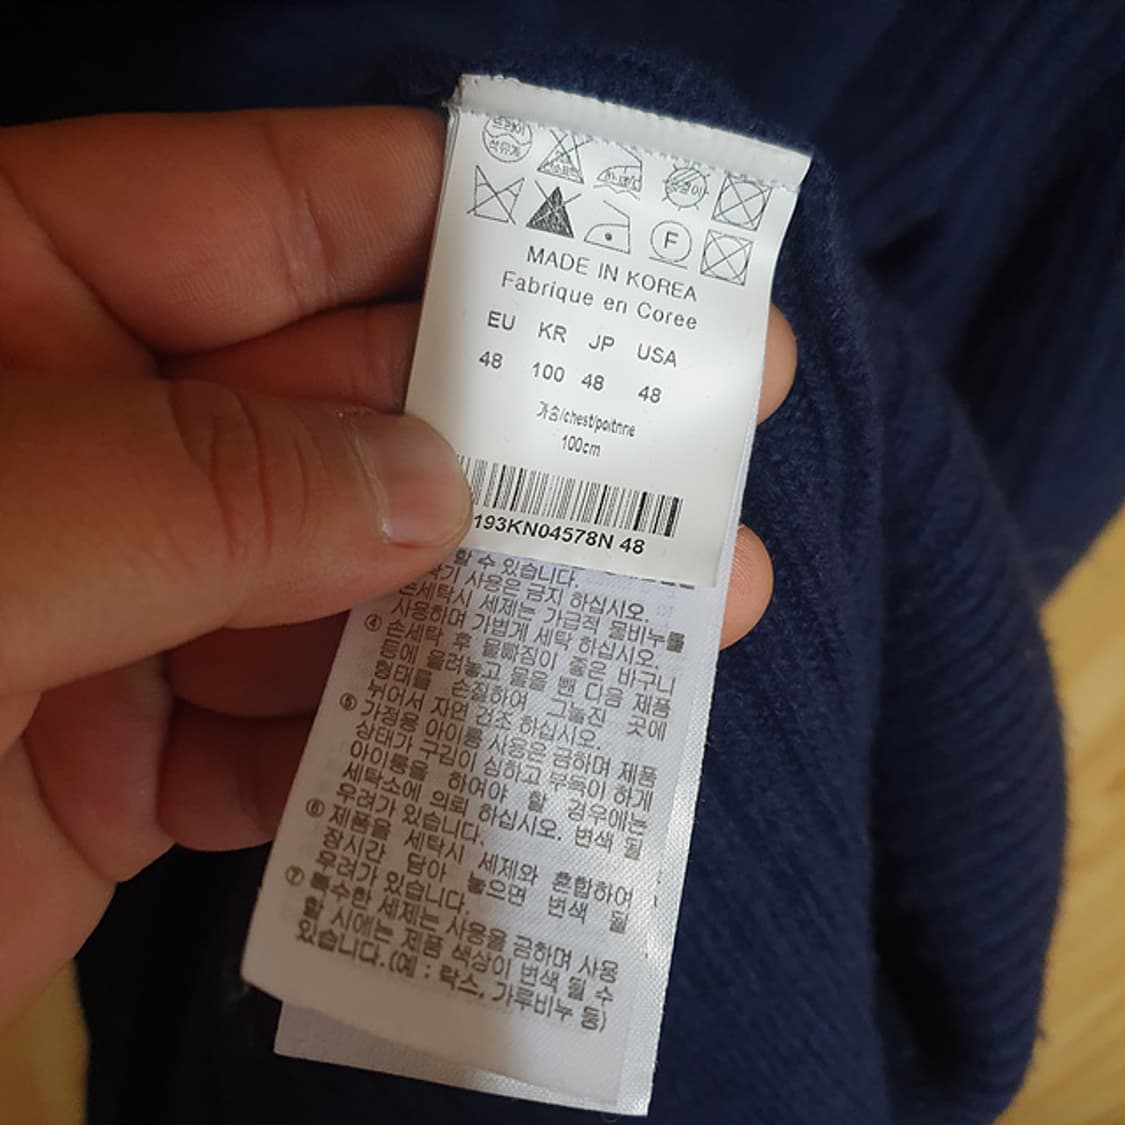 드라이
석유계
F
MADE IN KOREA
Fabrique en Coree
EU KR JP USA
48 100 48 48
가슴/chest/poitnne
100cm
193KN04578N 48
할 수 있습니다.
사용은 금지 하십시오.
손세탁시 세제는 가급적 물비누를
사용하며 가볍게 세탁 하십시오.
④ 손세탁 후 물빠짐이 좋은 바구니
등에 올려놓고 물을 뺀 다음 제품
형태를 손질하여 그늘진 곳에
뉘어서 자연 건조 하십시오.
⑤ 가정용 아이롱 사용은 금하며 제품
상태가 구김이 심하고 부득이 하게
아이롱을 하여야 할 경우에는
세탁소에 의뢰 하십시오. 변색 될
우려가 있습니다.
⑥ 제품을 세탁시 세제와 혼합하여
장시간 담아 놓으면 변색 될
우려가 있습니다.
⑦ 특수한 세제는 사용을 금하며 사용
할 시에는 제품 색상이 변색 될 수
있습니다.(예 : 락스, 가루비누 등)